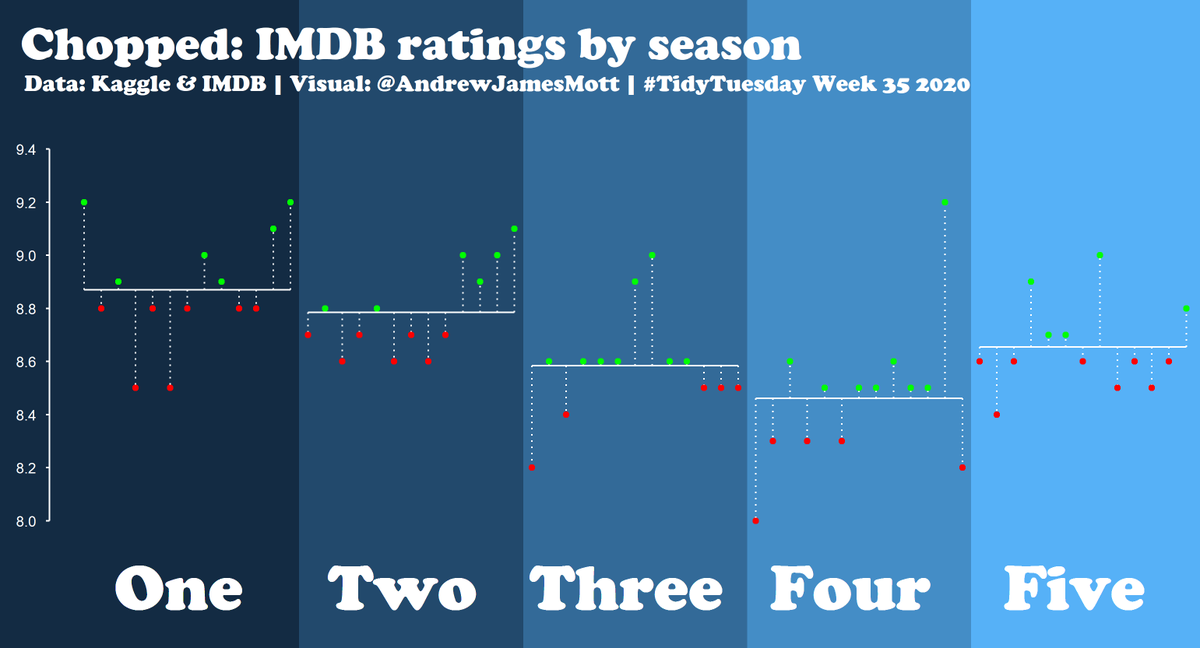 Chopped: IMDB ratings by season
Data: Kaggle & IMDB | Visual: @AndrewJamesMott | #TidyTuesday Week 35 2020
9.4
9.2
9.0
8.8
8.6
8.4
8.2
8.0
One Two Three Four Five